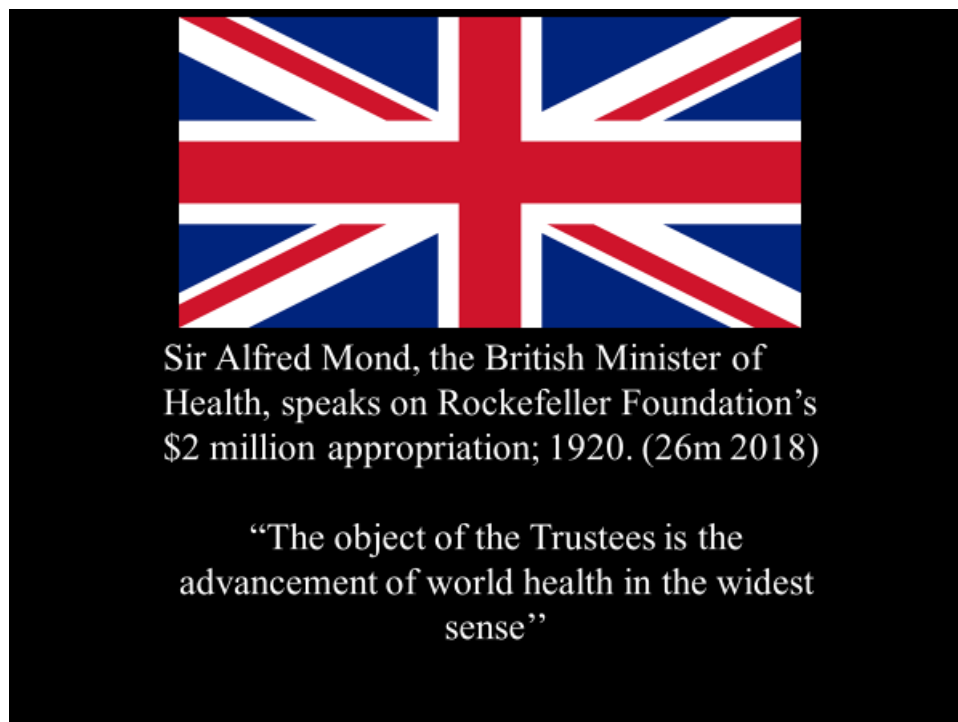 Sir Alfred Mond, the British Minister of
Health, speaks on Rockefeller Foundation’s
$2 million appropriation; 1920. (26m 2018)
“The object of the Trustees is the
advancement of world health in the widest
sense’’